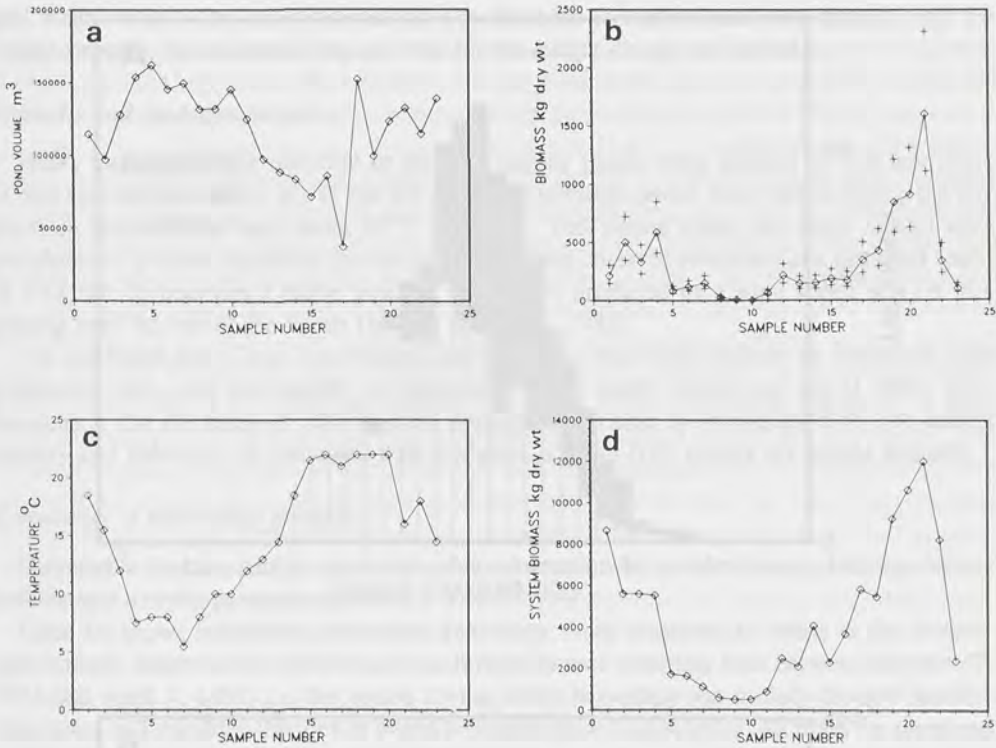 a
200000
150000
100000
50000
0
POND VOLUME m³
0 5 10 15 20 25
SAMPLE NUMBER
b
2500
2000
1500
1000
500
0
BIOMASS kg dry wt
0 5 10 15 20 25
SAMPLE NUMBER
c
25
20
15
10
5
0
TEMPERATURE °C
0 5 10 15 20 25
SAMPLE NUMBER
d
14000
12000
10000
8000
6000
4000
2000
0
SYSTEM BIOMASS kg dry wt
0 5 10 15 20 25
SAMPLE NUMBER